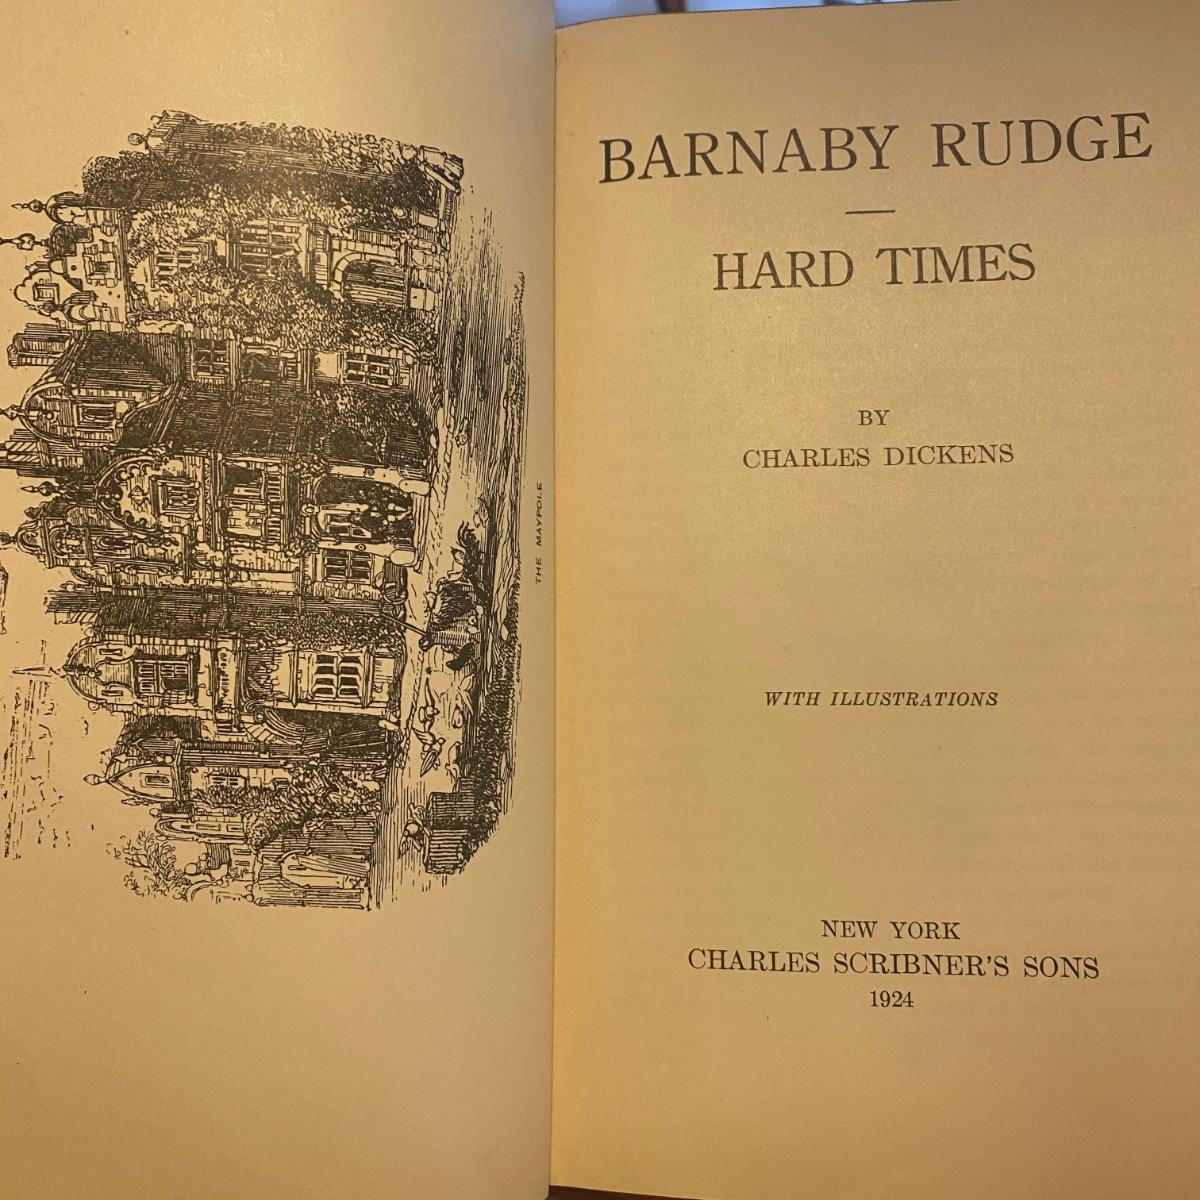 THE MAYPOLE
BARNABY RUDGE
HARD TIMES
BY
CHARLES DICKENS
WITH ILLUSTRATIONS
NEW YORK
CHARLES SCRIBNER'S SONS
1924